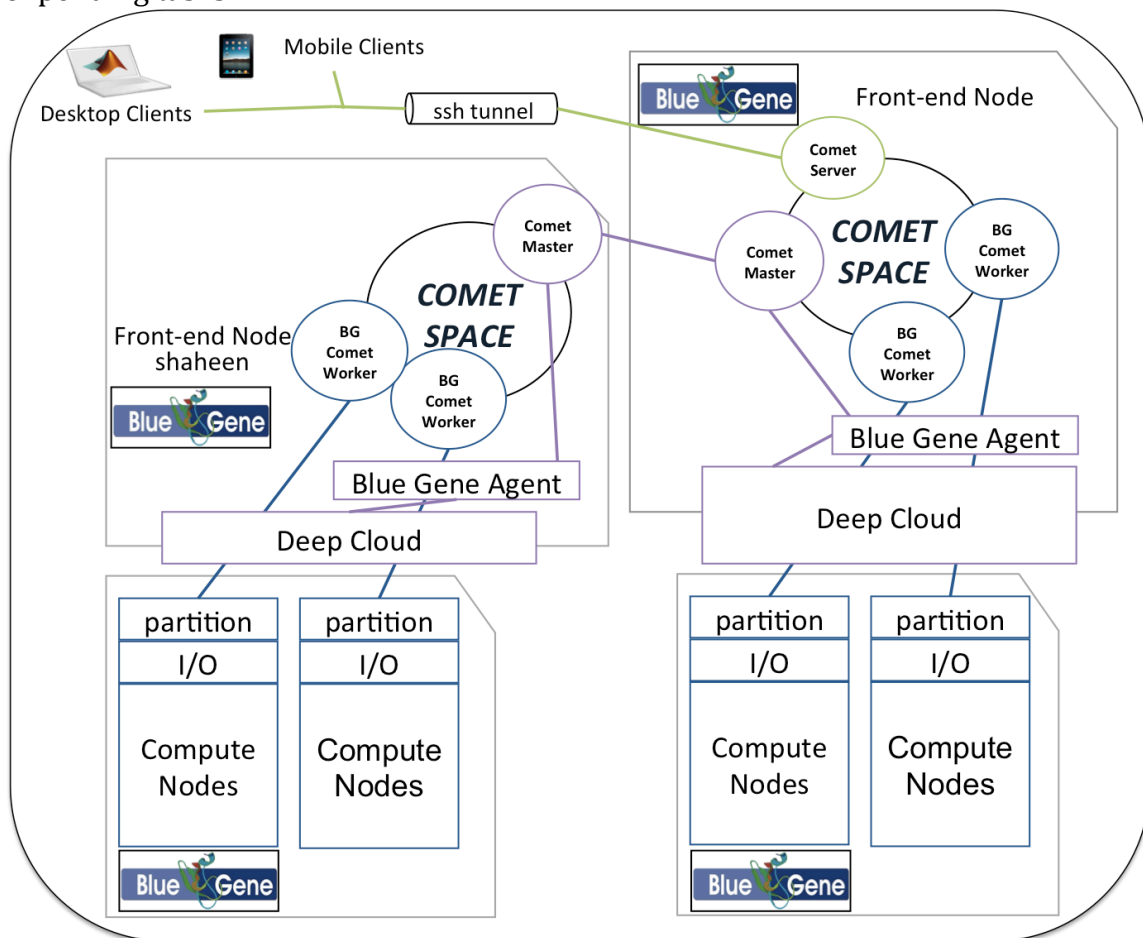 Mobile Clients
Desktop Clients
ssh tunnel
Blue Gene
Front-end Node
Comet
Server
Comet
Master
COMET
SPACE
BG
Comet
Worker
BG
Comet
Worker
Blue Gene Agent
Deep Cloud
Comet
Master
COMET
SPACE
Front-end Node
shaheen
BG
Comet
Worker
BG
Comet
Worker
Blue Gene
Blue Gene Agent
Deep Cloud
partition
I/O
Compute
Nodes
partition
I/O
Compute
Nodes
Blue Gene
partition
I/O
Compute
Nodes
partition
I/O
Compute
Nodes
Blue Gene